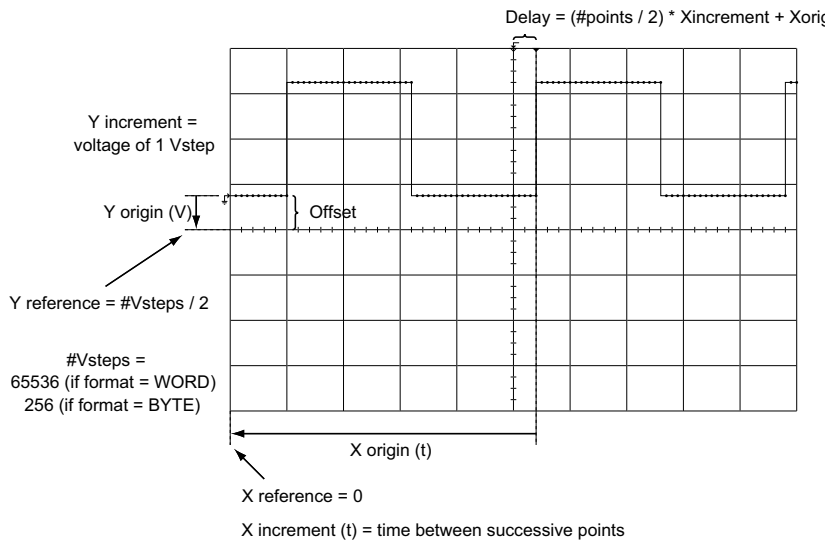 Delay = (#points / 2) * Xincrement + Xorig
Y increment =
voltage of 1 Vstep
Y origin (V)
Offset
Y reference = #Vsteps / 2
#Vsteps =
65536 (if format = WORD)
256 (if format = BYTE)
X origin (t)
X reference = 0
X increment (t) = time between successive points